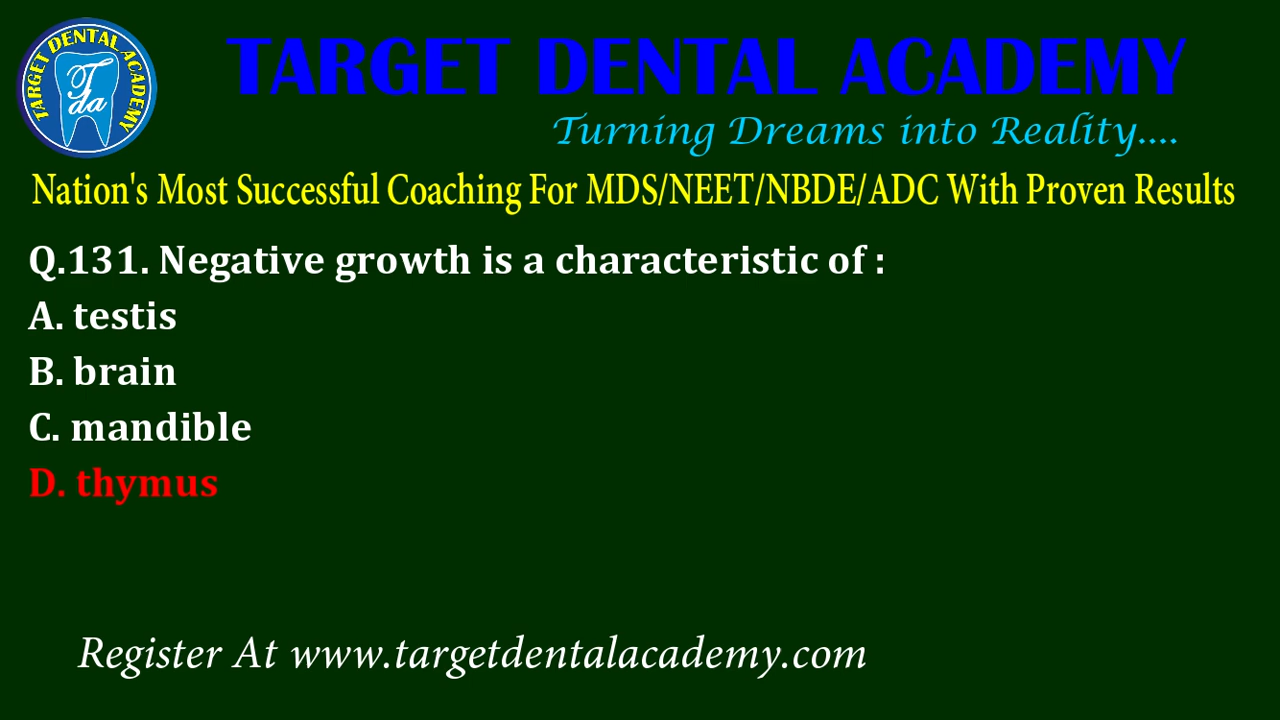 TARGET DENTAL ACADEMY
Tda
TARGET DENTAL ACADEMY
Turning Dreams into Reality....
Nation's Most Successful Coaching For MDS/NEET/NBDE/ADC With Proven Results
Q.131. Negative growth is a characteristic of :
A. testis
B. brain
C. mandible
D. thymus
Register At www.targetdentalacademy.com